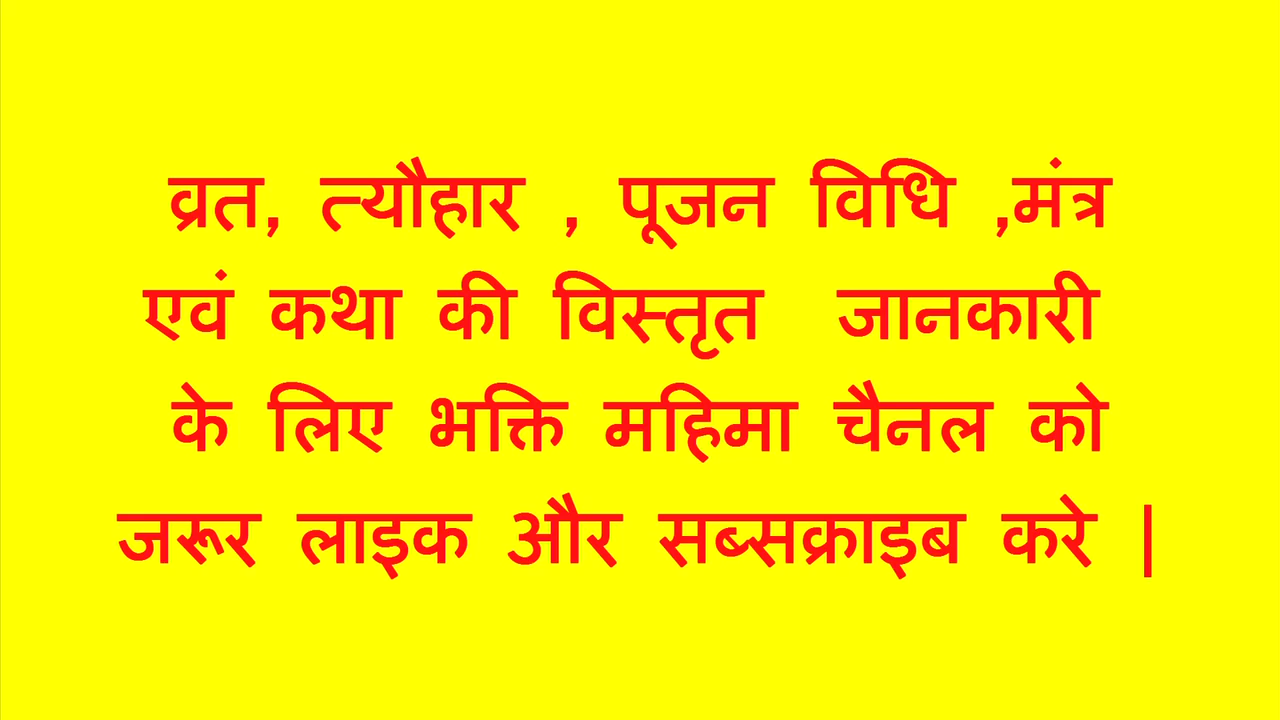 व्रत, त्यौहार , पूजन विधि ,मंत्र
एवं कथा की विस्तृत जानकारी
के लिए भक्ति महिमा चैनल को
जरूर लाइक और सब्सक्राइब करे |